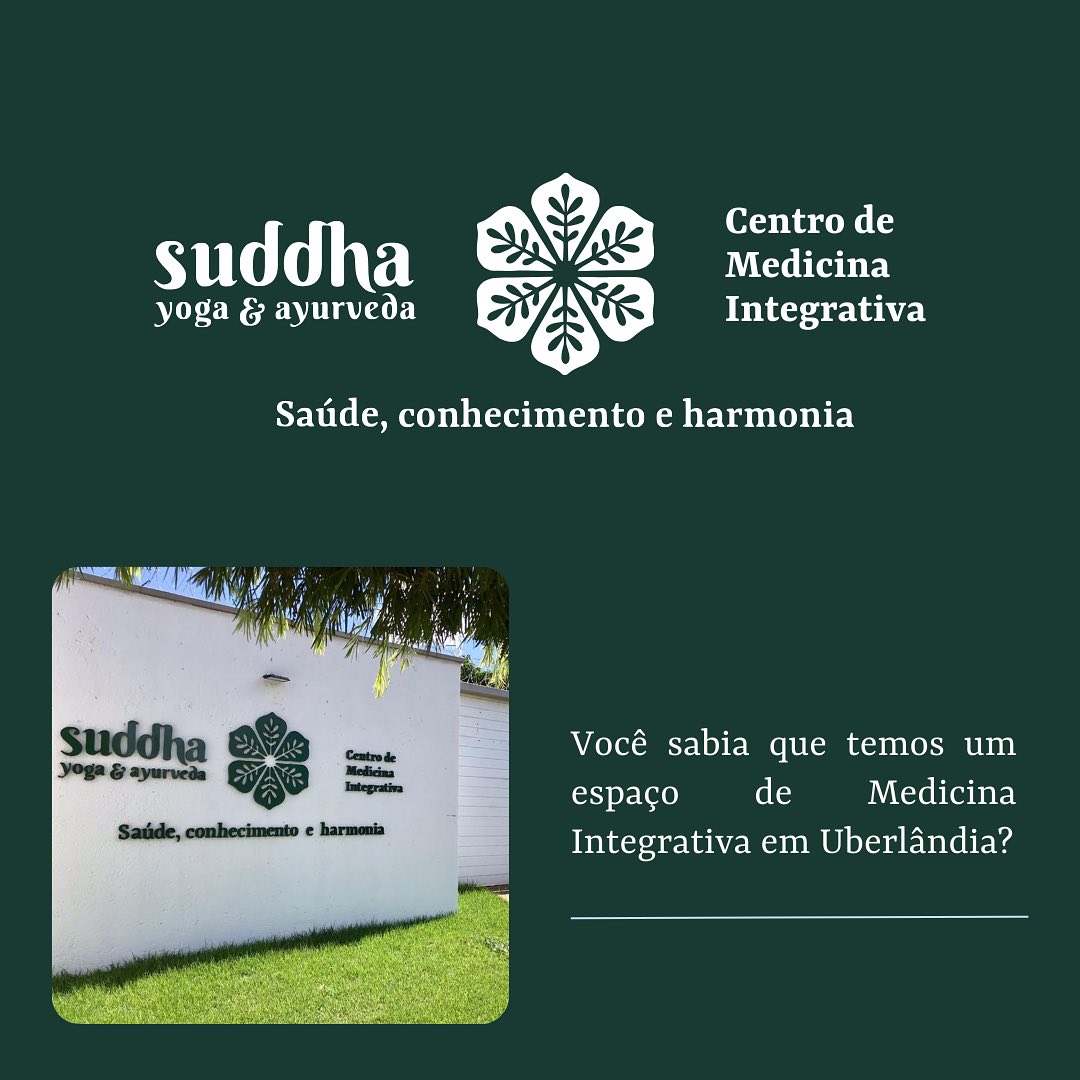 suddha
yoga & ayurveda
Centro de
Medicina
Integrativa
Saúde, conhecimento e harmonia
suddha
yoga & ayurveda
Centro de
Medicina
Integrativa
Saúde, conhecimento e harmonia
Você sabia que temos um
espaço de Medicina
Integrativa em Uberlândia?